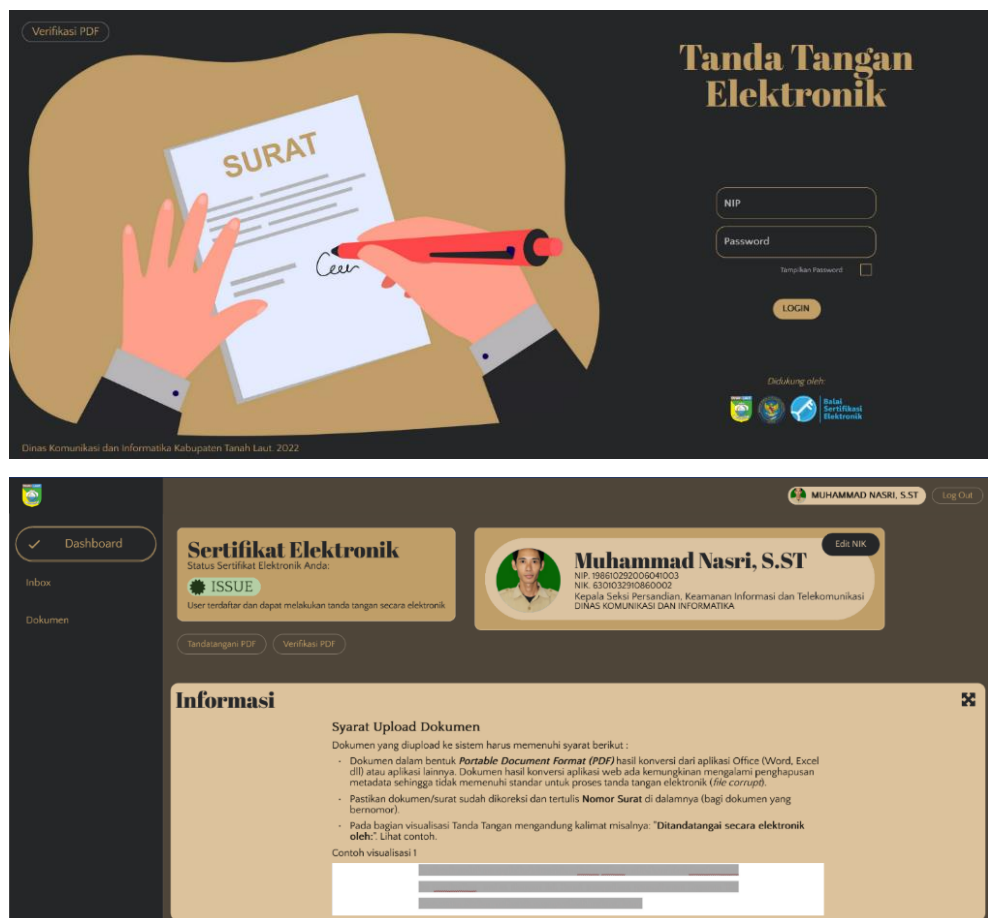 Verifikasi PDF
SURAT
Tanda Tangan
Elektronik
NIP
Password
Tampilkan Password
LOGIN
Didukung oleh:
Balai
Sertifikasi
Elektronik
Dinas Komunikasi dan Informatika Kabupaten Tanah Laut. 2022
MUHAMMAD NASRI, S.ST
Log Out
Dashboard
Inbox
Dokumen
Sertifikat Elektronik
Status Sertifikat Elektronik Anda:
ISSUE
User terdaftar dan dapat melakukan tanda tangan secara elektronik
Edit NIK
Muhammad Nasri, S.ST
NIP. 198610292006041003
NIK. 6301032910860002
Kepala Seksi Persandian, Keamanan Informasi dan Telekomunikasi
DINAS KOMUNIKASI DAN INFORMATIKA
Tandatangani PDF
Verifikasi PDF
Informasi
Syarat Upload Dokumen
Dokumen yang diupload ke sistem harus memenuhi syarat berikut :
- Dokumen dalam bentuk Portable Document Format (PDF) hasil konversi dari aplikasi Office (Word, Excel
dll) atau aplikasi lainnya. Dokumen hasil konversi aplikasi web ada kemungkinan mengalami penghapusan
metadata sehingga tidak memenuhi standar untuk proses tanda tangan elektronik (file corrupt).
- Pastikan dokumen/surat sudah dikoreksi dan tertulis Nomor Surat di dalamnya (bagi dokumen yang
bernomor).
- Pada bagian visualisasi Tanda Tangan mengandung kalimat misalnya: "Ditandatangai secara elektronik
oleh:". Lihat contoh.
Contoh visualisasi 1